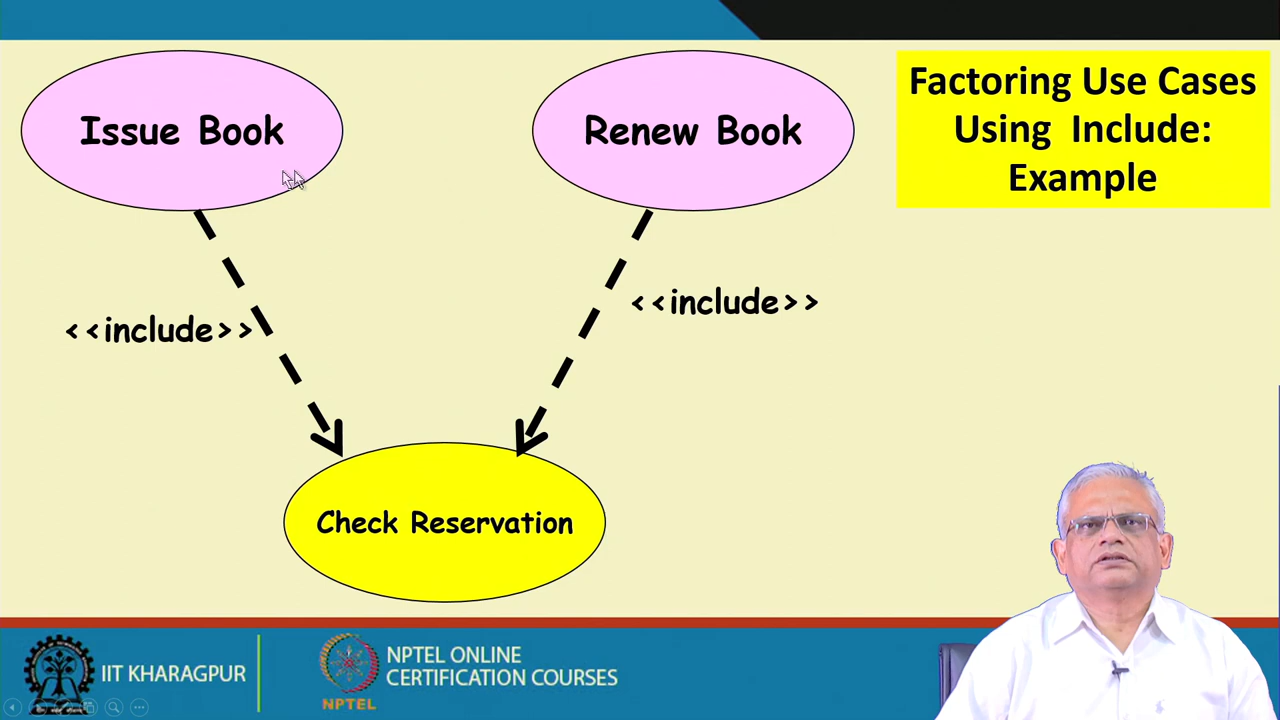 Issue Book
Renew Book
Factoring Use Cases
Using Include:
Example
<<include>>
<<include>>
Check Reservation
IIT KHARAGPUR
NPTEL
NPTEL ONLINE
CERTIFICATION COURSES